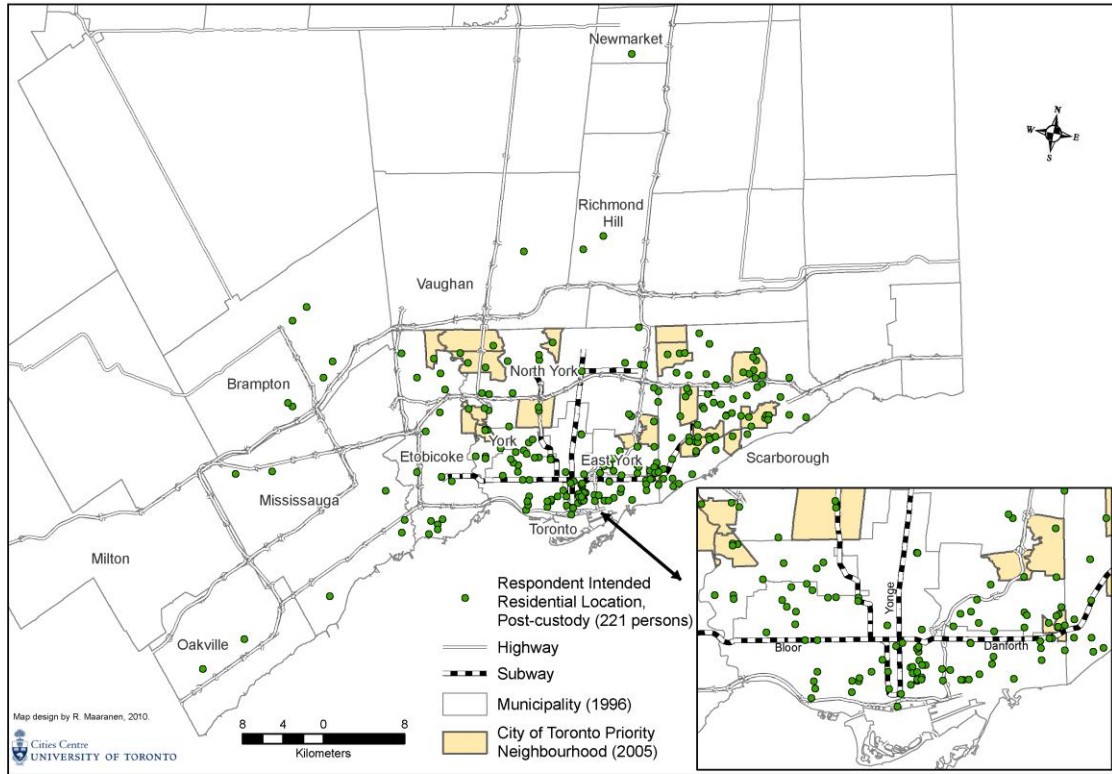 Newmarket
N
W
E
S
Richmond
Hill
Vaughan
North York
Brampton
York
Etobicoke
East York
Scarborough
Mississauga
Toronto
Milton
Oakville
Respondent Intended
Residential Location,
Post-custody (221 persons)
Highway
Subway
Municipality (1996)
City of Toronto Priority
Neighbourhood (2005)
Yonge
Bloor
Danforth
Map design by R. Maaranen, 2010.
Cities Centre
UNIVERSITY OF TORONTO
8 4 0 8
Kilometers